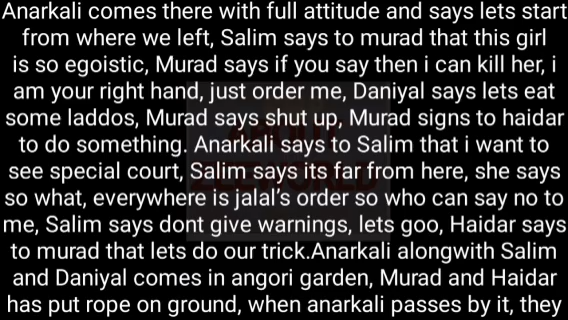 Anarkali comes there with full attitude and says lets start
from where we left, Salim says to murad that this girl
is so egoistic, Murad says if you say then i can kill her, i
am your right hand, just order me, Daniyal says lets eat
some laddos, Murad says shut up, Murad signs to haidar
to do something. Anarkali says to Salim that i want to
see special court, Salim says its far from here, she says
so what, everywhere is jalal's order so who can say no to
me, Salim says dont give warnings, lets goo, Haidar says
to murad that lets do our trick.Anarkali alongwith Salim
and Daniyal comes in angori garden, Murad and Haidar
has put rope on ground, when anarkali passes by it, they